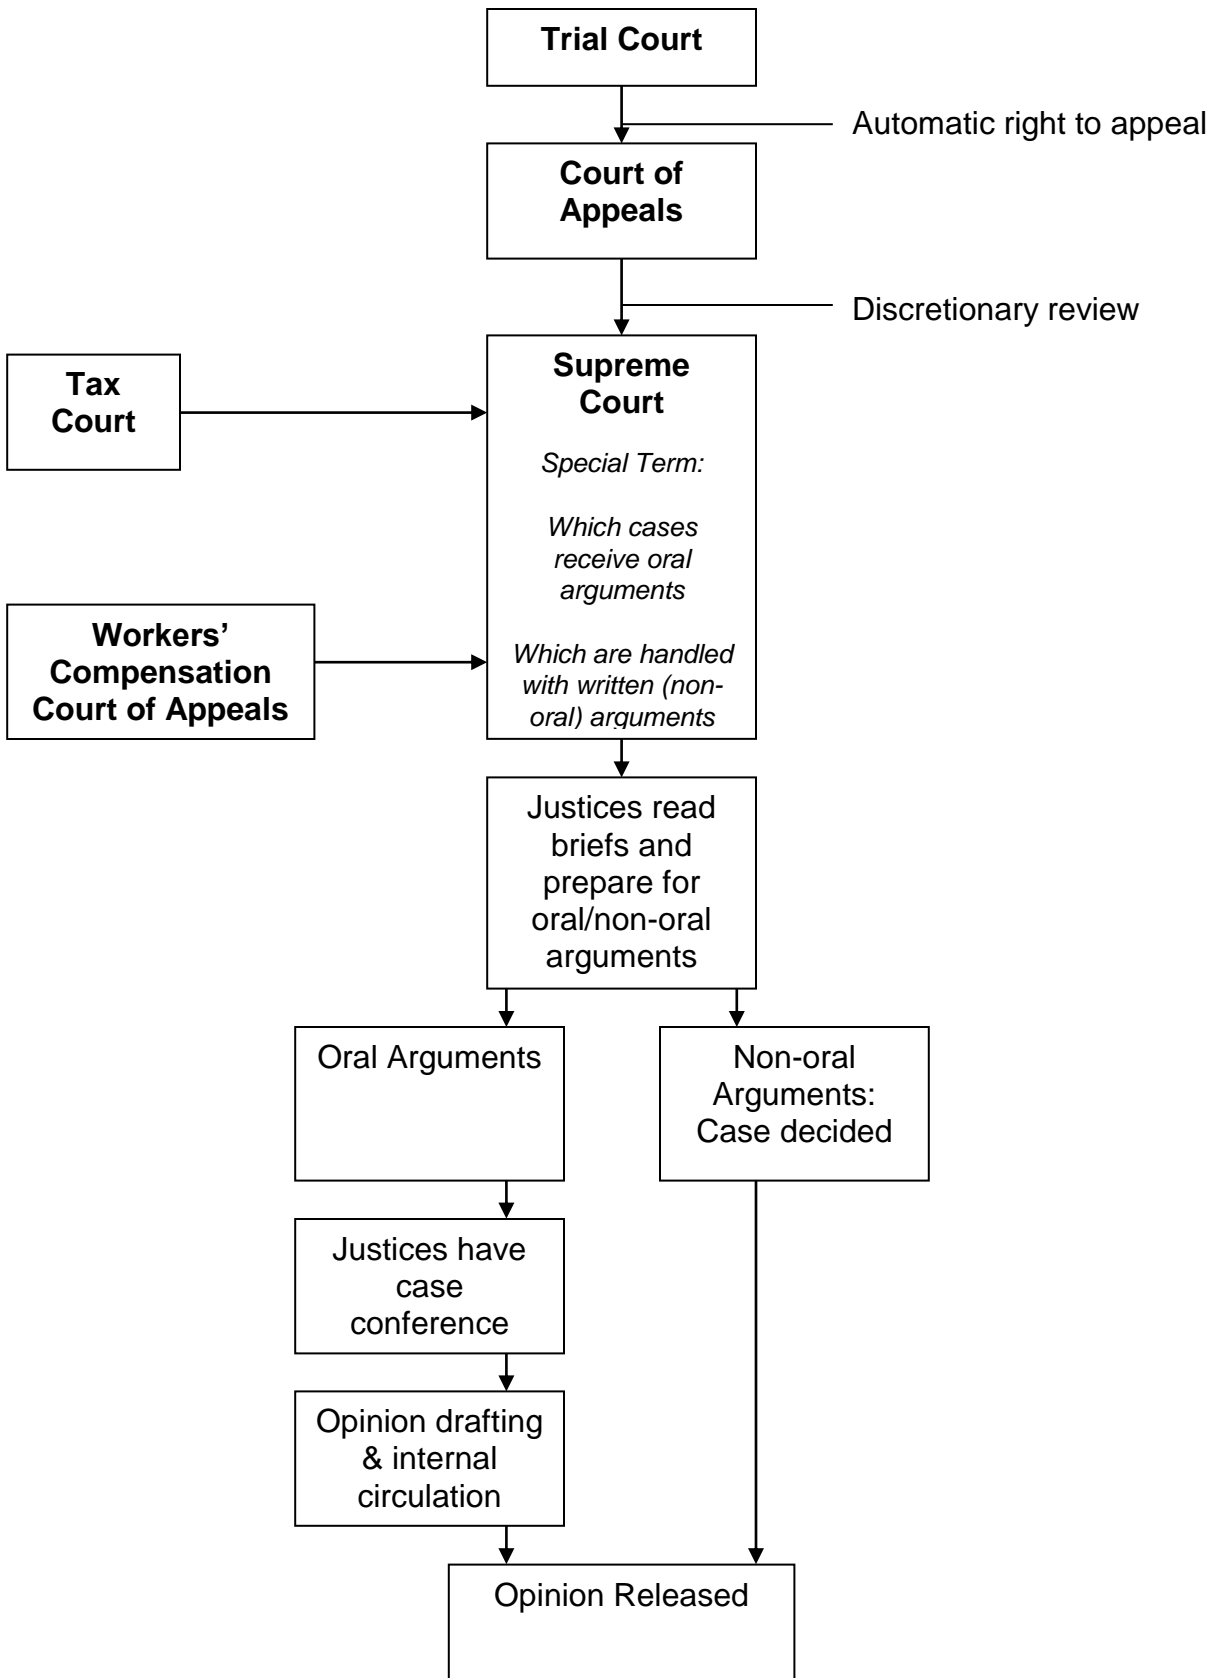 Trial Court
Automatic right to appeal
Court of
Appeals
Discretionary review
Supreme
Court
Special Term:
Which cases
receive oral
arguments
Which are handled
with written (non-
oral) arguments
Tax
Court
Workers’
Compensation
Court of Appeals
Justices read
briefs and
prepare for
oral/non-oral
arguments
Oral Arguments
Non-oral
Arguments:
Case decided
Justices have
case
conference
Opinion drafting
& internal
circulation
Opinion Released